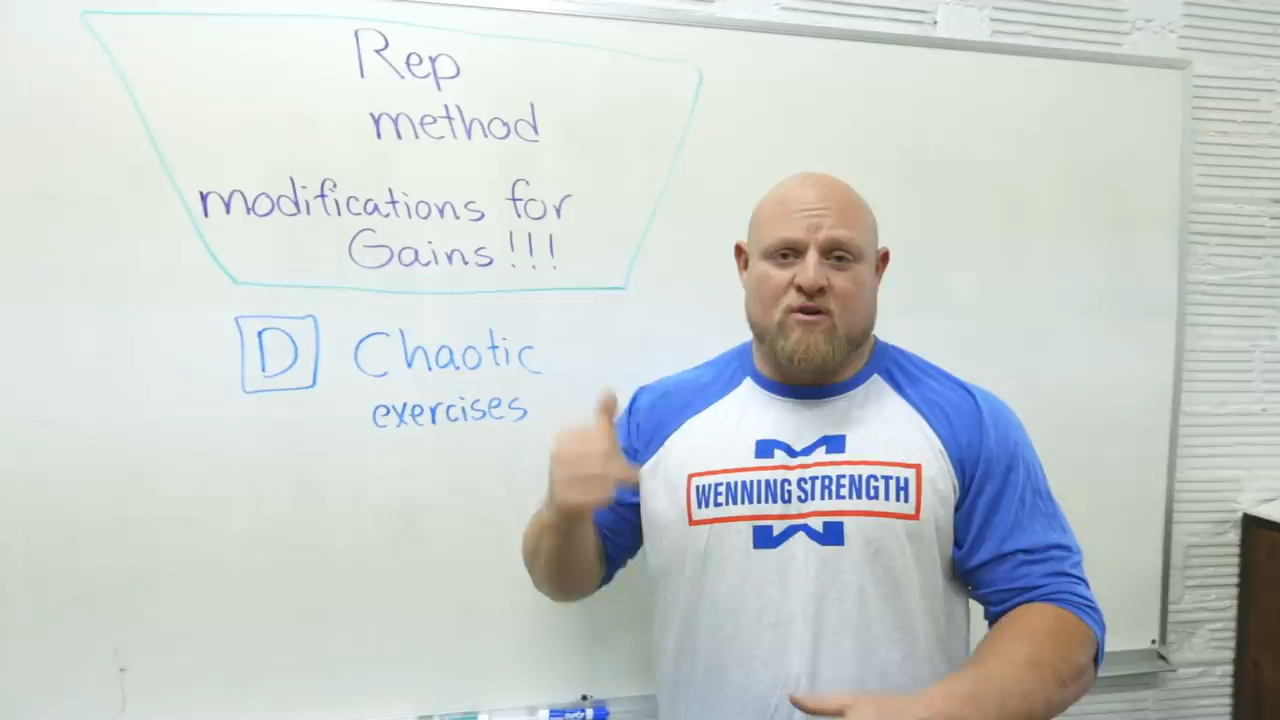 Rep
method
modifications for
Gains!!!
D Chaotic
exercises
WENNING STRENGTH